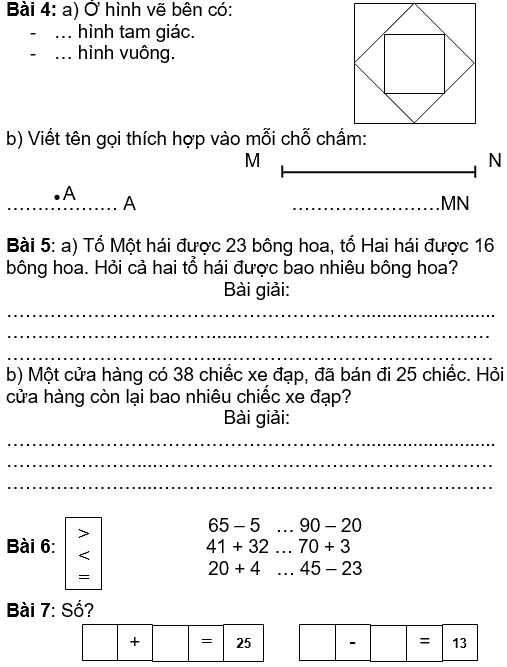 Bài 4: a) Ở hình vẽ bên có:
- … hình tam giác.
- … hình vuông.
b) Viết tên gọi thích hợp vào mỗi chỗ chấm:
M N
A
……………… A …………………….MN
Bài 5: a) Tổ Một hái được 23 bông hoa, tổ Hai hái được 16
bông hoa. Hỏi cả hai tổ hái được bao nhiêu bông hoa?
Bài giải:
b) Một cửa hàng có 38 chiếc xe đạp, đã bán đi 25 chiếc. Hỏi
cửa hàng còn lại bao nhiêu chiếc xe đạp?
Bài giải:
65 – 5 … 90 – 20
Bài 6: > < = 41 + 32 … 70 + 3
20 + 4 … 45 – 23
Bài 7: Số?
+ = 25 - = 13